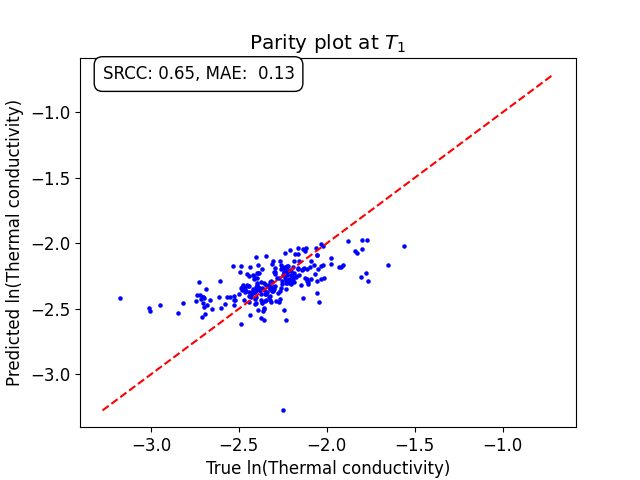 Parity plot at T₁
SRCC: 0.65, MAE:  0.13
Predicted ln(Thermal conductivity)
−1.0
−1.5
−2.0
−2.5
−3.0
−3.0 −2.5 −2.0 −1.5 −1.0
True ln(Thermal conductivity)